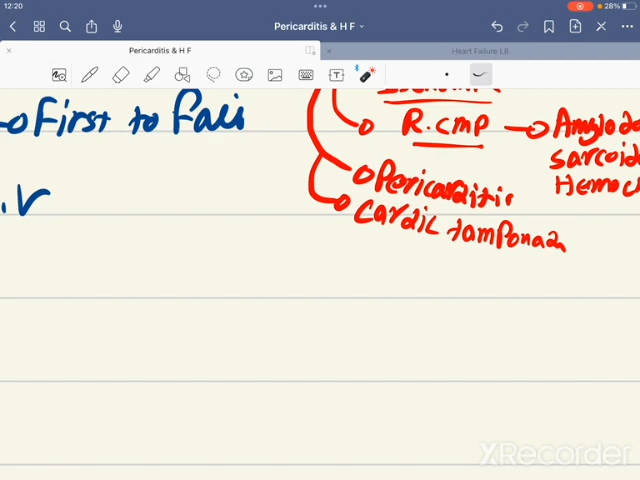 12:20
28%
Pericarditis & H F
Pericarditis & H F
Heart Failure L8
First to Fail
R.CMP
sarcoid
Pericarditis
Cardic tamPonade
XRecorder